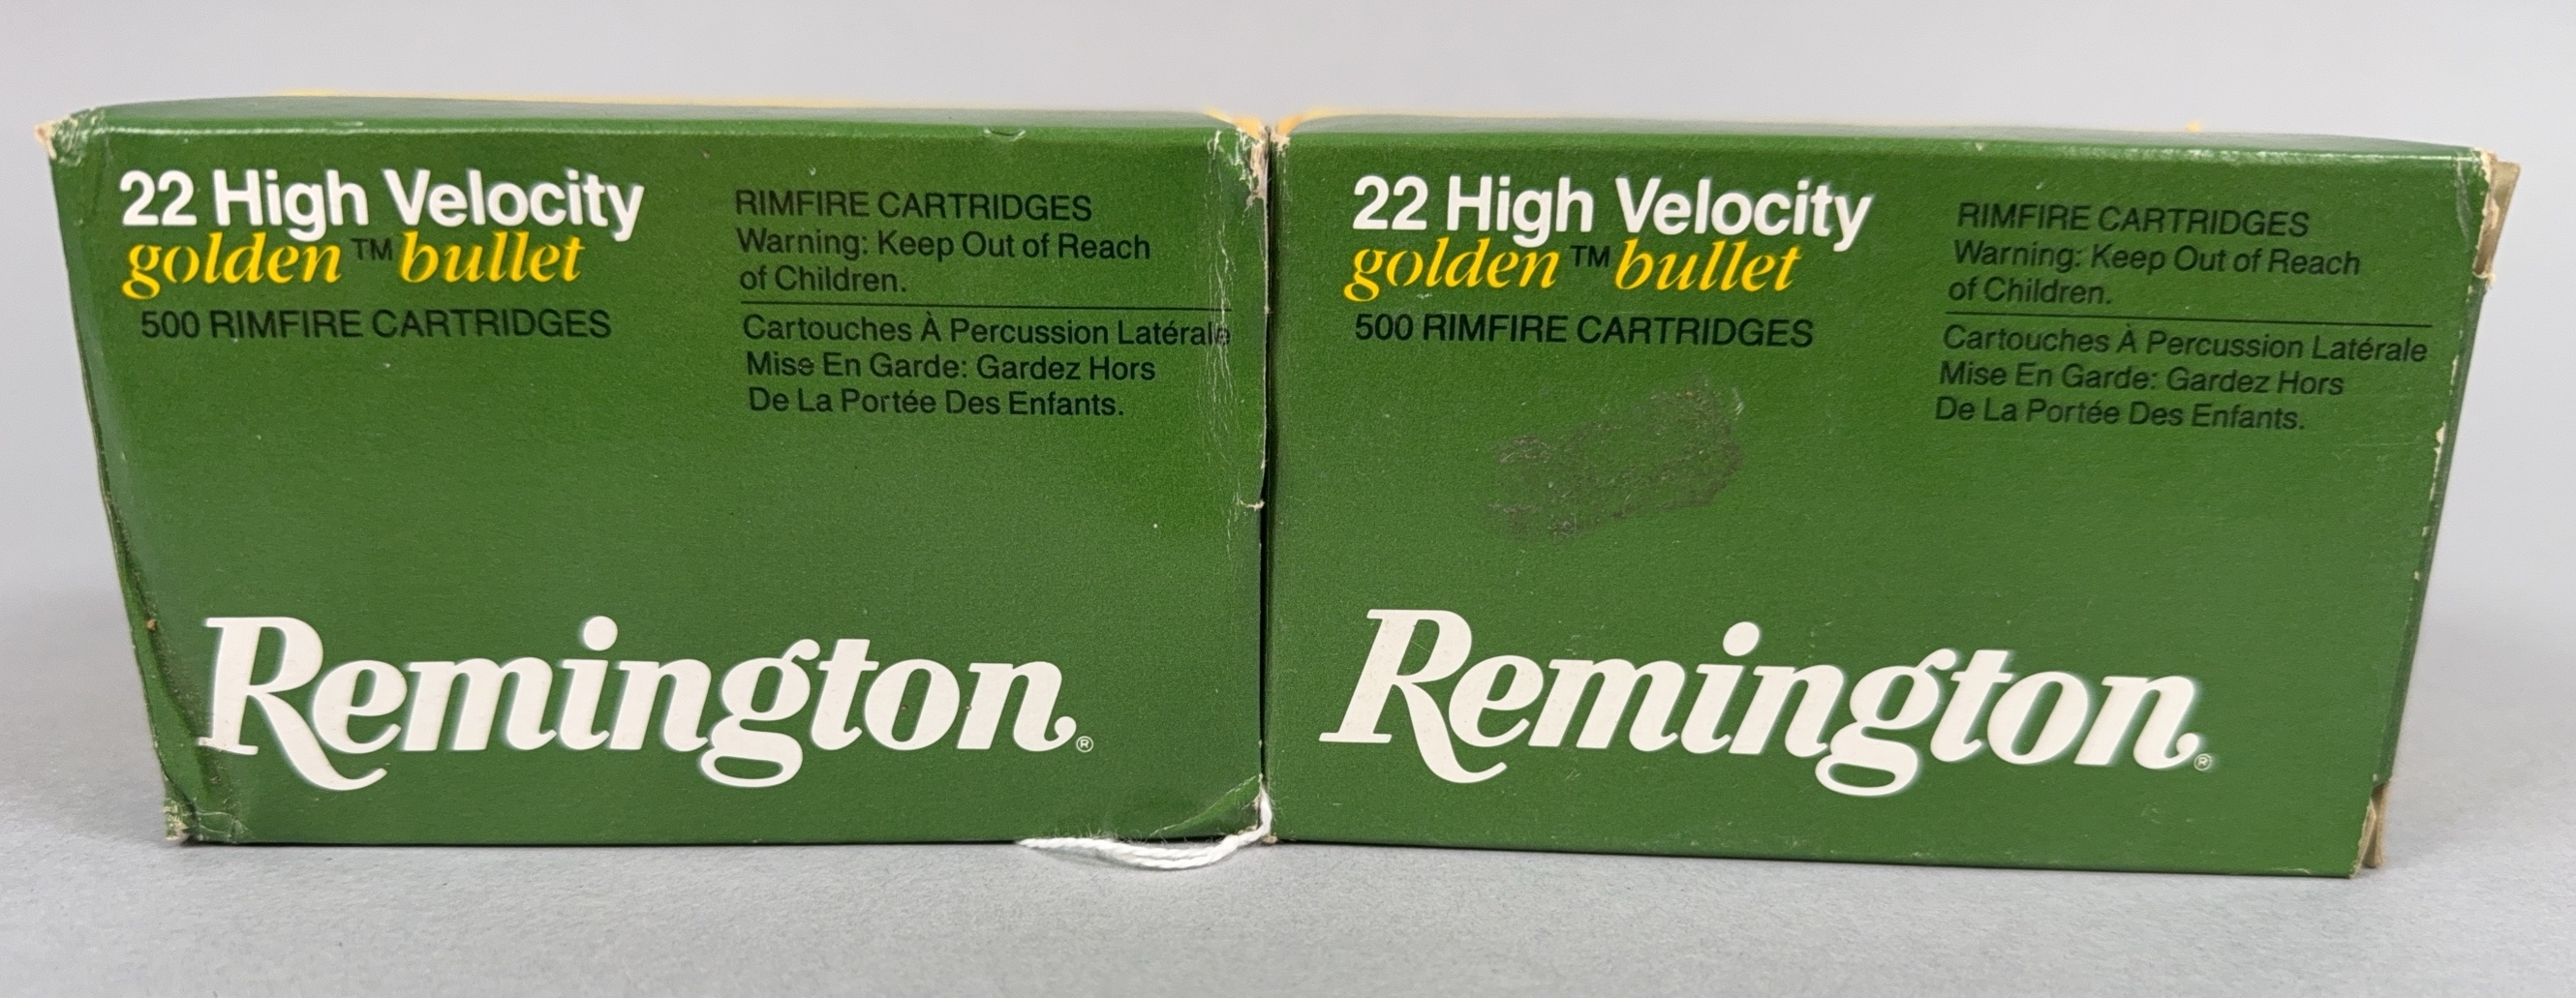 22 High Velocity
golden™ bullet
500 RIMFIRE CARTRIDGES
RIMFIRE CARTRIDGES
Warning: Keep Out of Reach
of Children.
Cartouches À Percussion Latérale
Mise En Garde: Gardez Hors
De La Portée Des Enfants.
Remington®
22 High Velocity
golden™ bullet
500 RIMFIRE CARTRIDGES
RIMFIRE CARTRIDGES
Warning: Keep Out of Reach
of Children.
Cartouches À Percussion Latérale
Mise En Garde: Gardez Hors
De La Portée Des Enfants.
Remington®